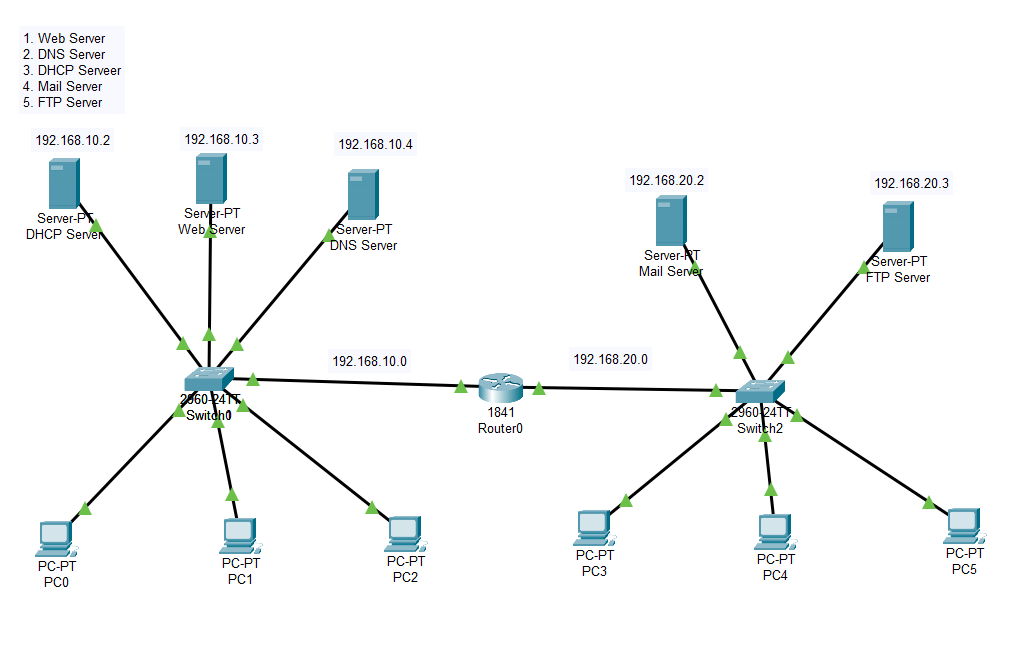 1. Web Server
2. DNS Server
3. DHCP Serveer
4. Mail Server
5. FTP Server
192.168.10.2
192.168.10.3
192.168.10.4
192.168.20.2
192.168.20.3
Server-PT
DHCP Server
Server-PT
Web Server
Server-PT
DNS Server
Server-PT
Mail Server
Server-PT
FTP Server
192.168.10.0
192.168.20.0
2960-24TT
Switch1
1841
Router0
2960-24TT
Switch2
PC-PT
PC0
PC-PT
PC1
PC-PT
PC2
PC-PT
PC3
PC-PT
PC4
PC-PT
PC5